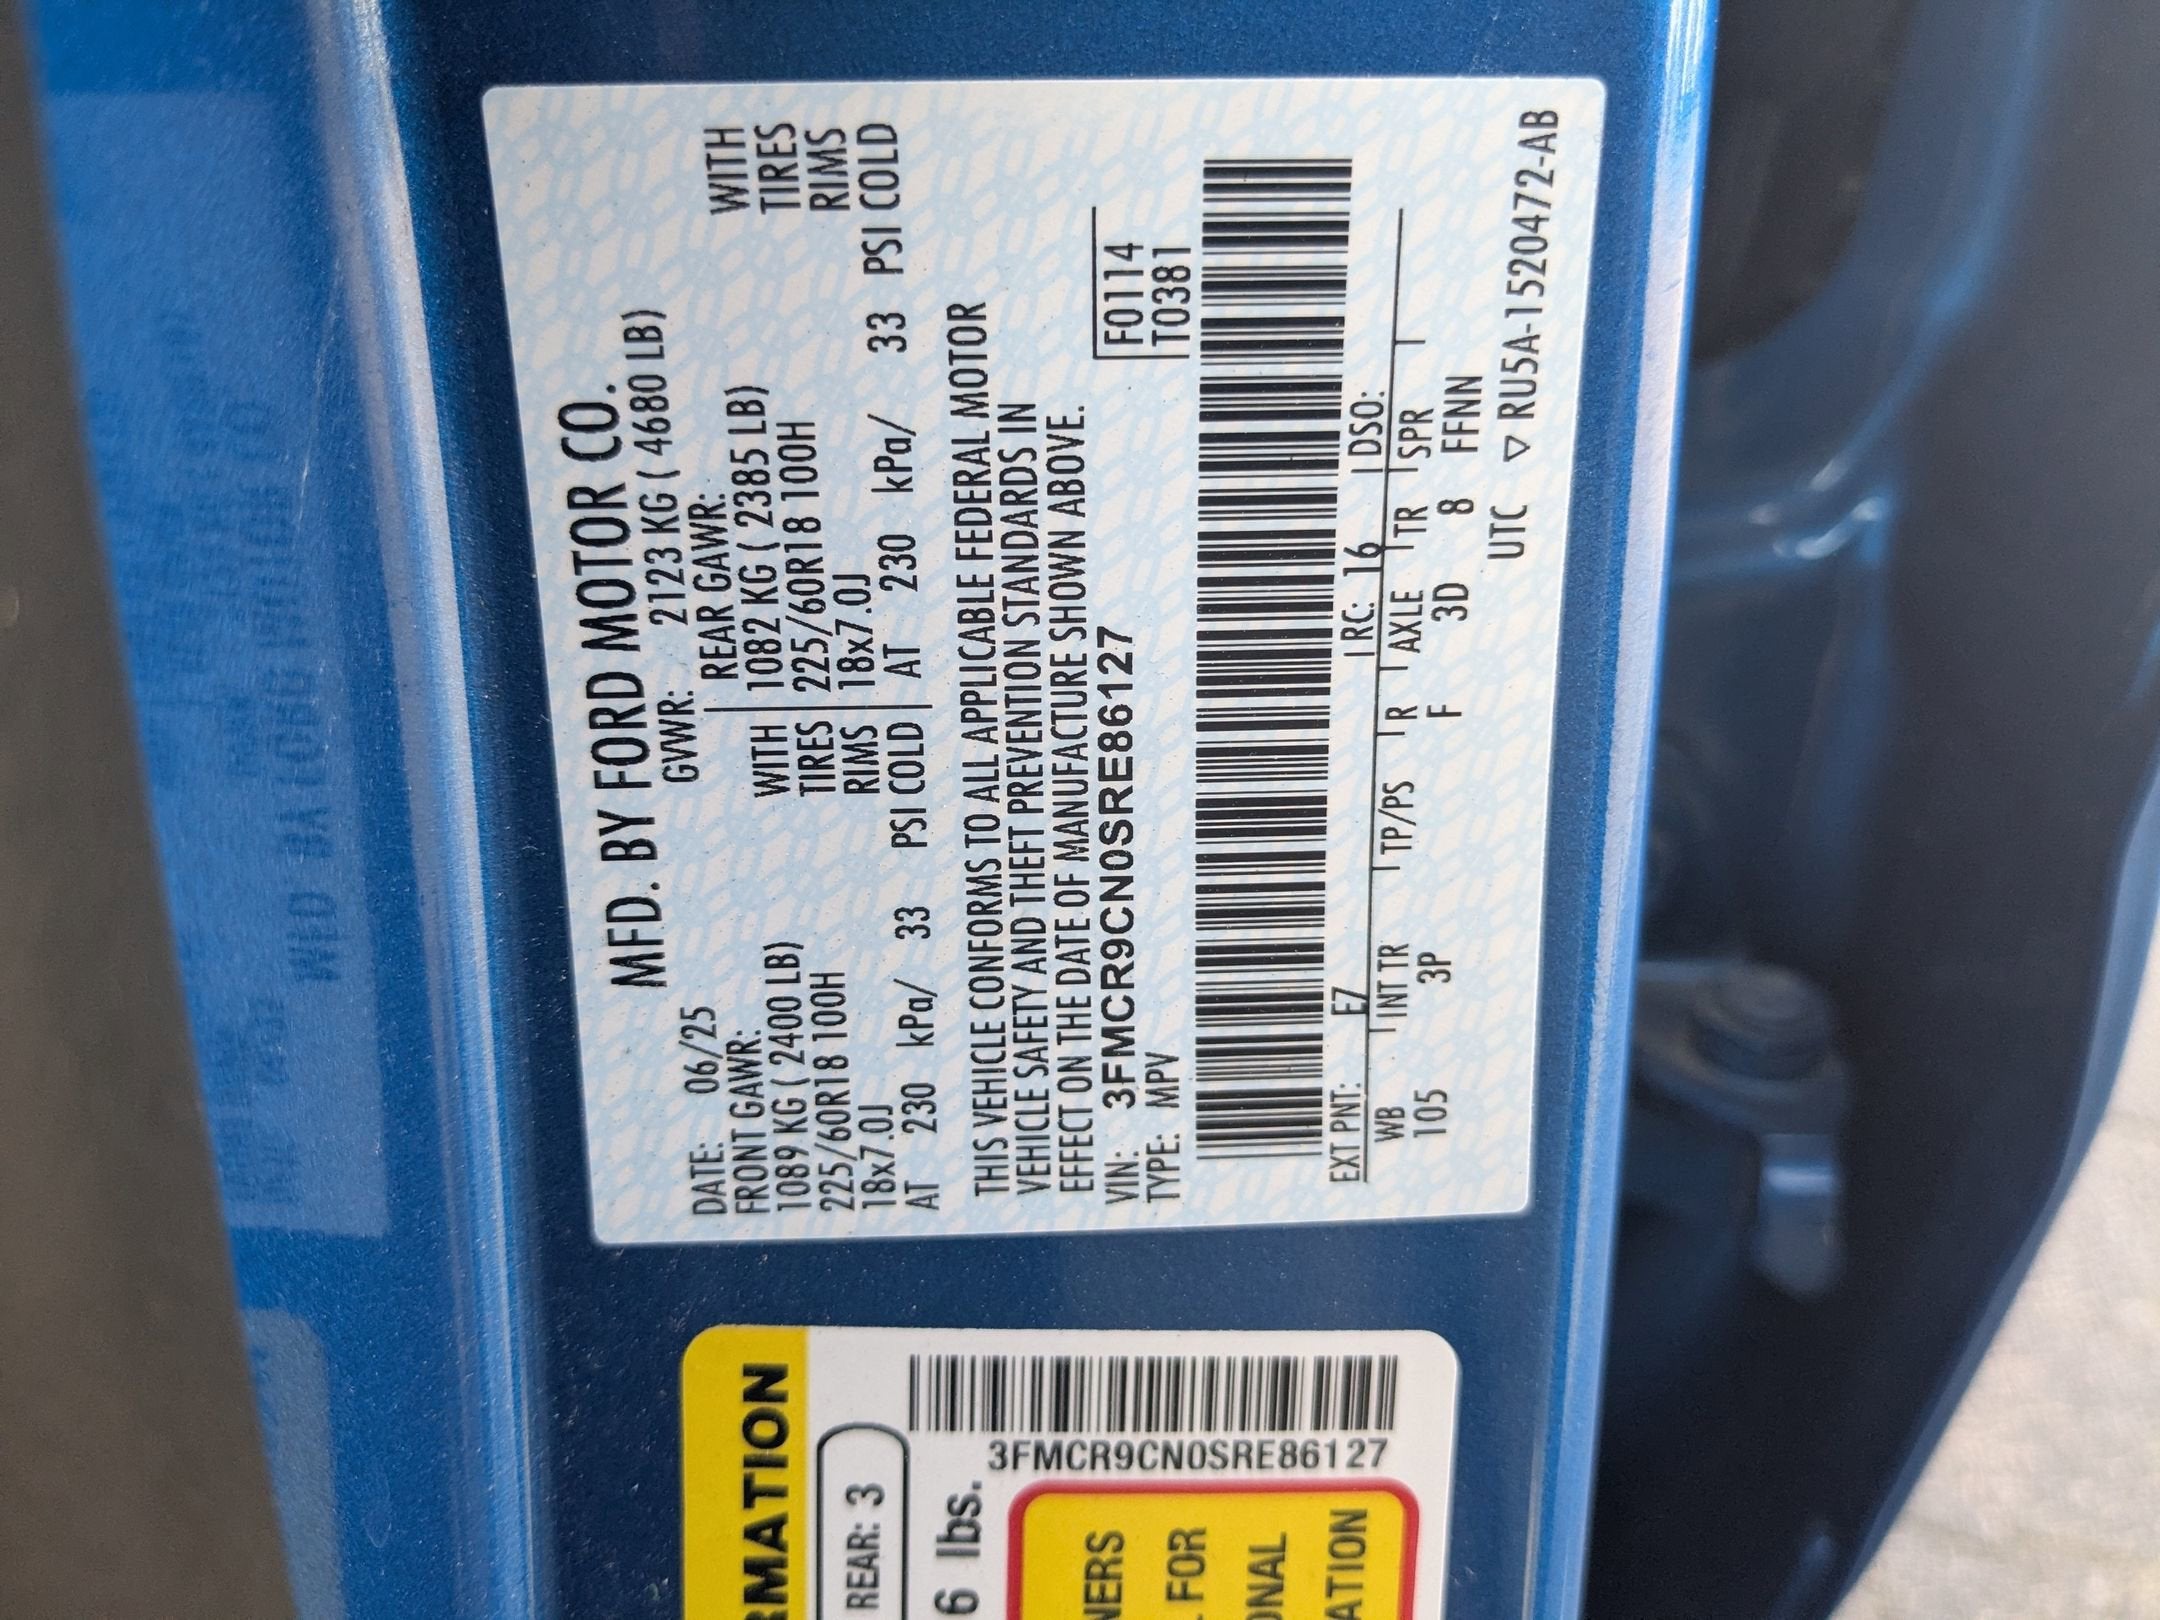 MFD. BY FORD MOTOR CO.
DATE: 06/25 GVWR: 2123 KG ( 4680 LB)
FRONT GAWR: REAR GAWR:
1089 KG ( 2400 LB) WITH 1082 KG ( 2385 LB) WITH
225/60R18 100H TIRES 225/60R18 100H TIRES
18x7.0J RIMS 18x7.0J RIMS
AT 230 kPa/ 33 PSI COLD AT 230 kPa/ 33 PSI COLD
THIS VEHICLE CONFORMS TO ALL APPLICABLE FEDERAL MOTOR
VEHICLE SAFETY AND THEFT PREVENTION STANDARDS IN
EFFECT ON THE DATE OF MANUFACTURE SHOWN ABOVE.
VIN: 3FMCR9CN0SRE86127 F0114
TYPE: MPV T0381
EXT PNT: EZ RC: 16 DSO:
WB INT TR TP/PS R AXLE TR SPR
105 3P F 3D 8 FFNN
UTC ▽ RU5A-1520472-AB
RMATION
REAR: 3
6 lbs.
3FMCR9CN0SRE86127
NERS
FOR
ONAL
ATION